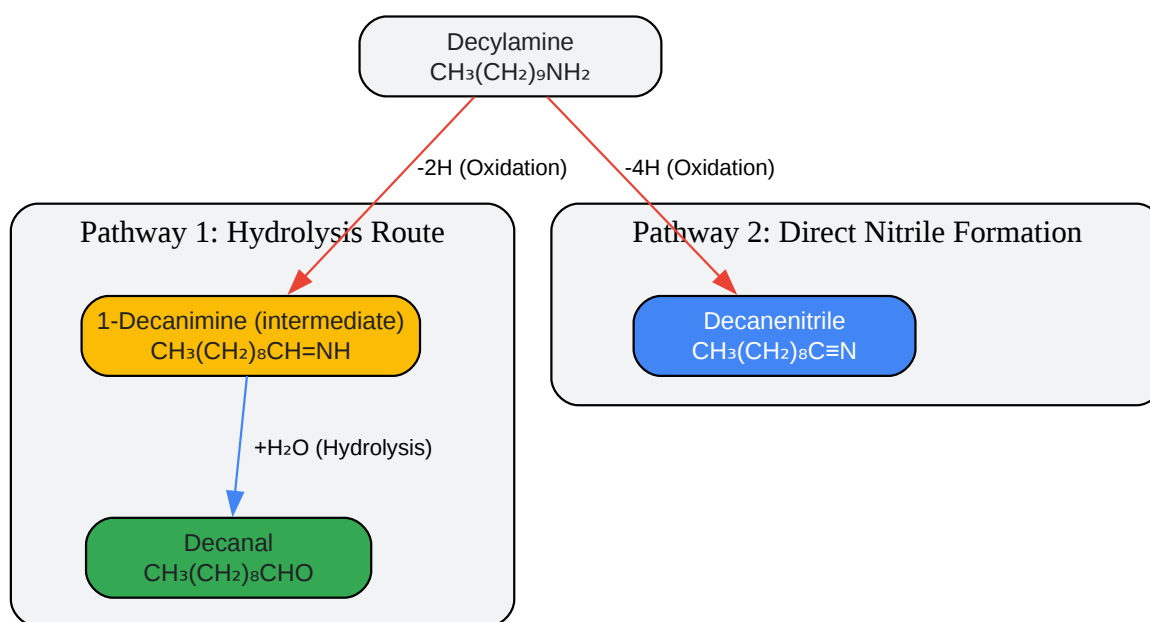 Decylamine
CH₃(CH₂)₉NH₂
-2H (Oxidation)
-4H (Oxidation)
Pathway 1: Hydrolysis Route
Pathway 2: Direct Nitrile Formation
1-Decanimine (intermediate)
CH₃(CH₂)₈CH=NH
Decanenitrile
CH₃(CH₂)₈C≡N
+H₂O (Hydrolysis)
Decanal
CH₃(CH₂)₈CHO